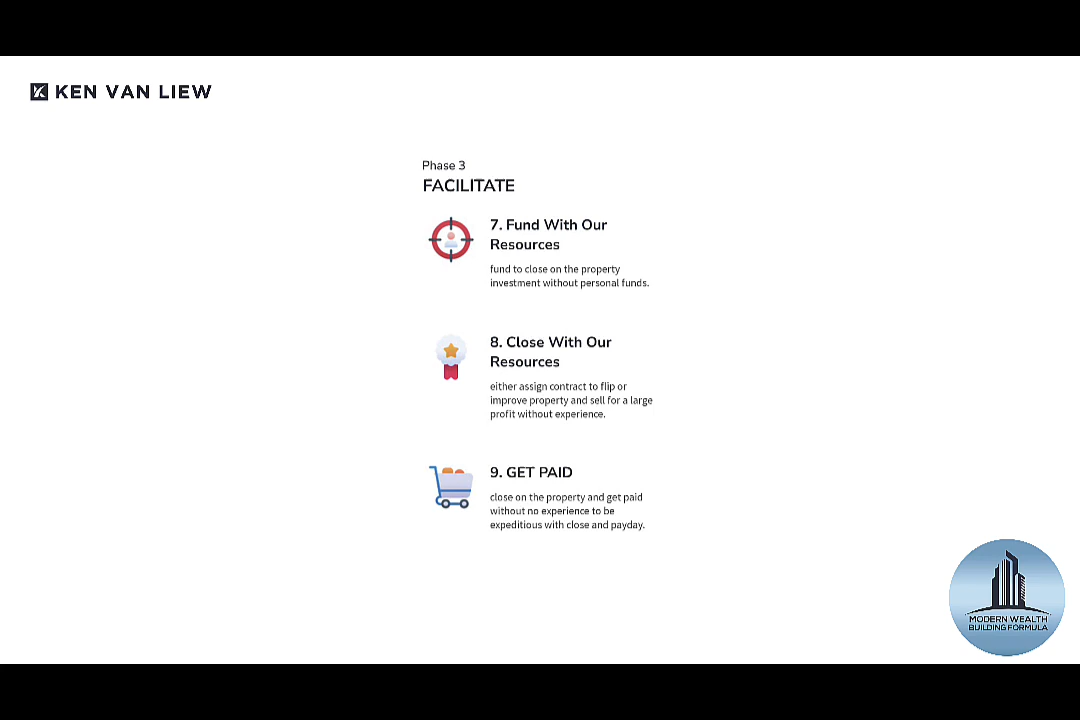 KEN VAN LIEW
Phase 3
FACILITATE
7. Fund With Our
Resources
fund to close on the property
investment without personal funds.
8. Close With Our
Resources
either assign contract to flip or
improve property and sell for a large
profit without experience.
9. GET PAID
close on the property and get paid
without no experience to be
expeditious with close and payday.
MODERN WEALTH
BUILDING FORMULA